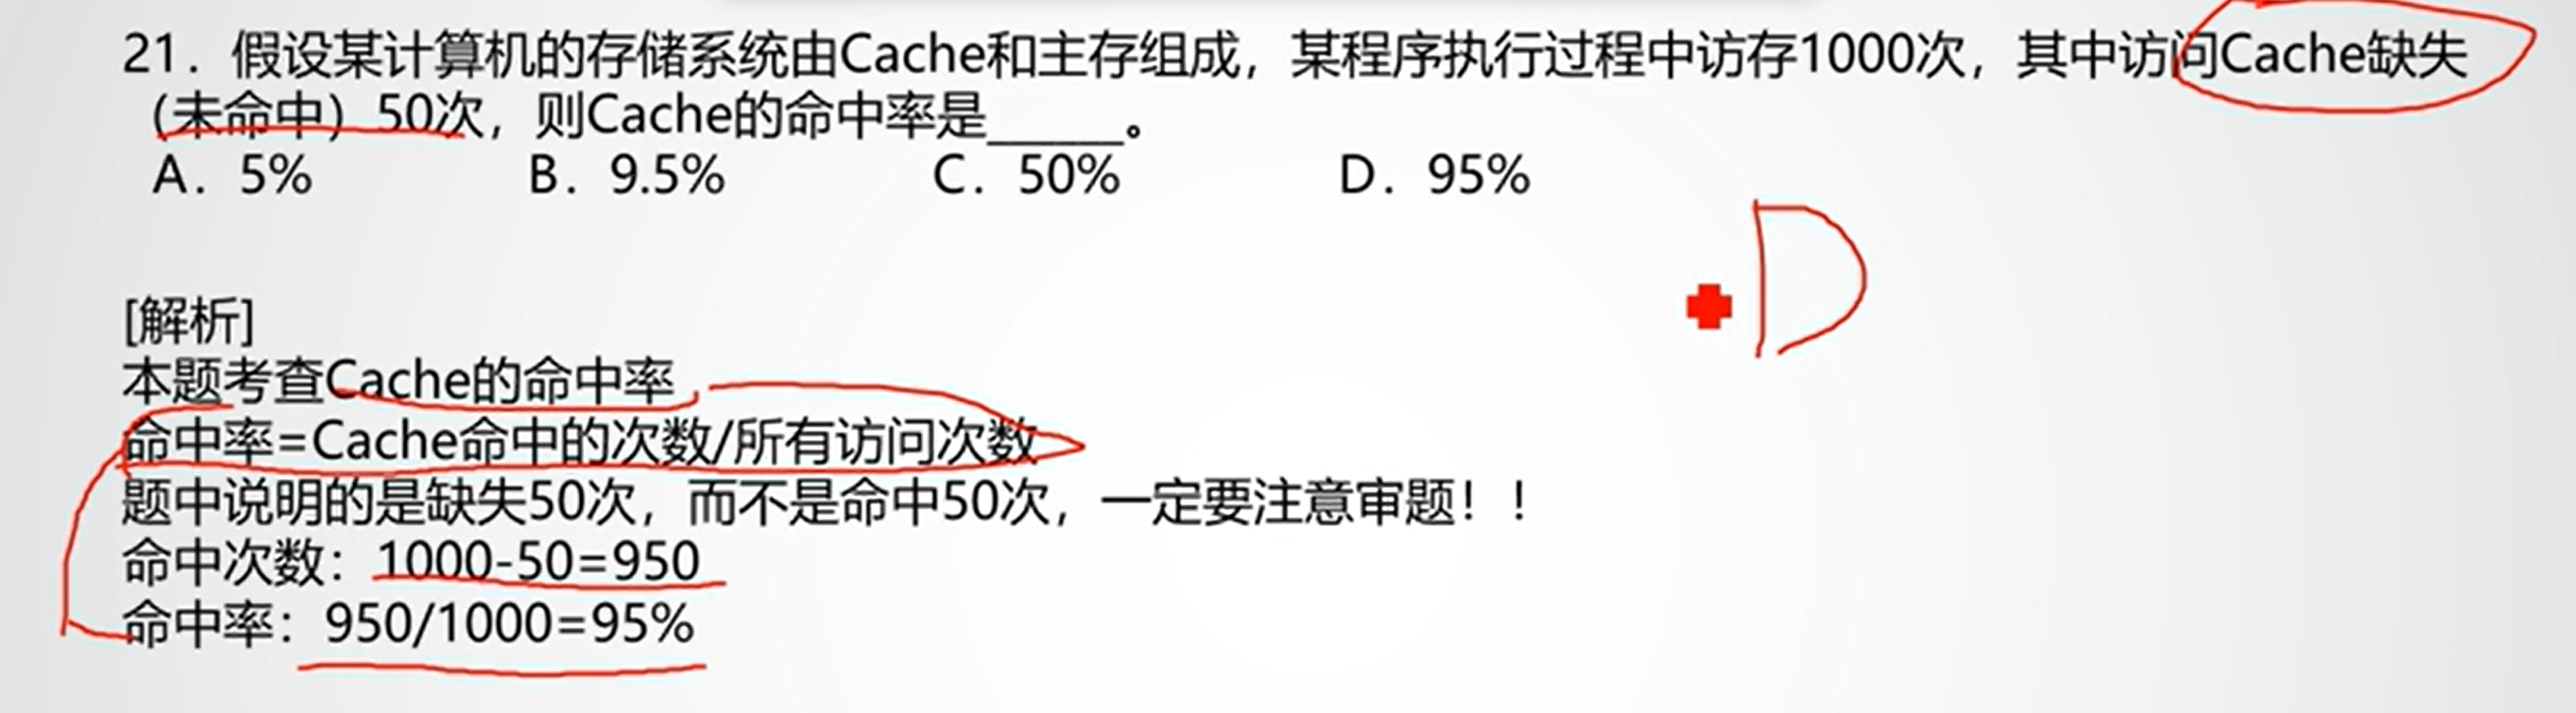 21．假设某计算机的存储系统由Cache和主存组成，某程序执行过程中访存1000次，其中访问Cache缺失
（未命中）50次，则Cache的命中率是______。
A．5% B．9.5% C．50% D．95%
D
[解析]
本题考查Cache的命中率
命中率=Cache命中的次数/所有访问次数
题中说明的是缺失50次，而不是命中50次，一定要注意审题！！
命中次数：1000-50=950
命中率：950/1000=95%